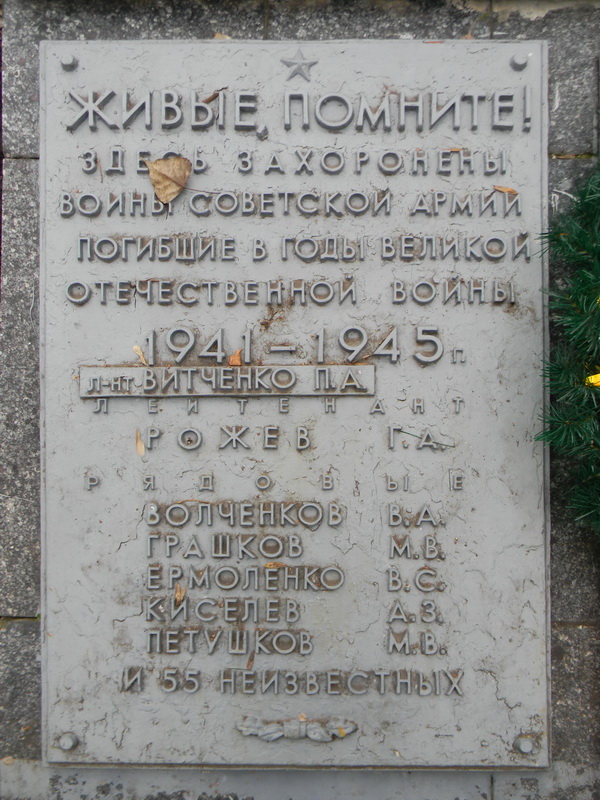 ЖИВЫЕ, ПОМНИТЕ!
ЗДЕСЬ ЗАХОРОНЕНЫ
ВОИНЫ СОВЕТСКОЙ АРМИИ
ПОГИБШИЕ В ГОДЫ ВЕЛИКОЙ
ОТЕЧЕСТВЕННОЙ ВОЙНЫ
1941–1945 г.
Л-НТ ВИТЧЕНКО П.А.
ЛЕЙТЕНАНТ
РОЖЕВ Г.А.
РЯДОВЫЕ
ВОЛЧЕНКОВ В.А.
ГРАШКОВ М.В.
ЕРМОЛЕНКО В.С.
КИСЕЛЕВ А.З.
ПЕТУШКОВ М.В.
И 55 НЕИЗВЕСТНЫХ